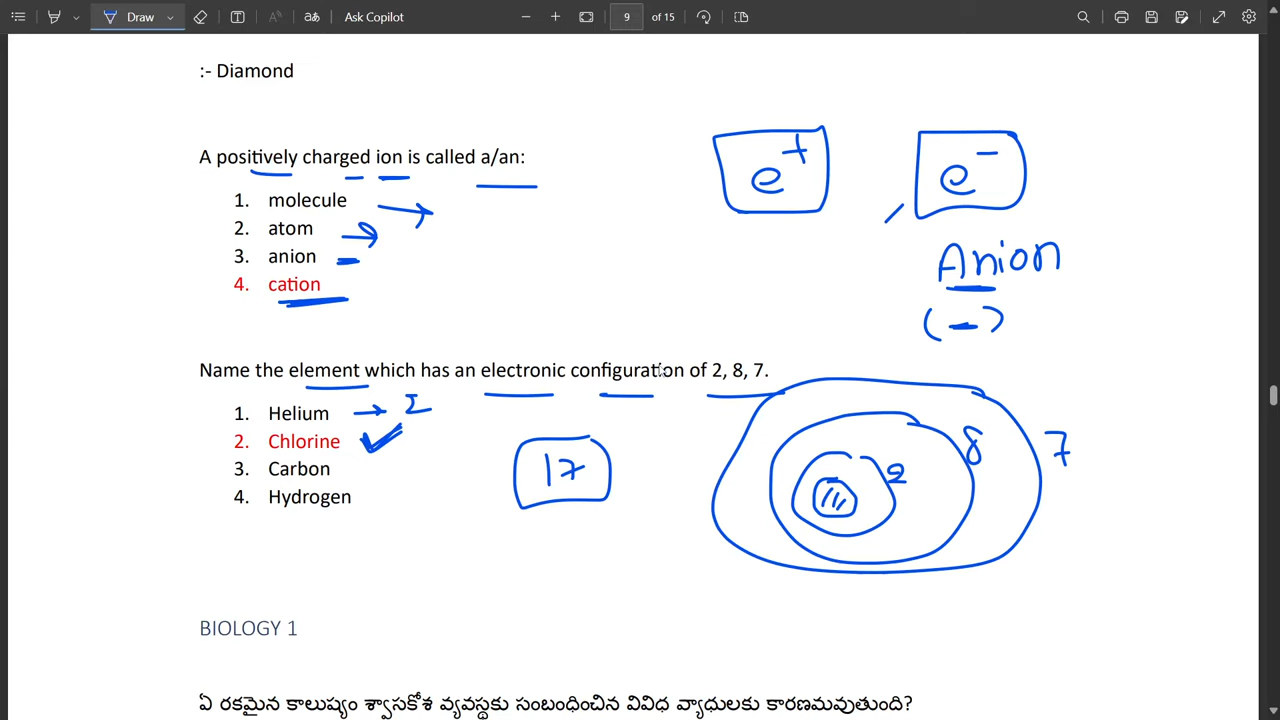 Draw
Ask Copilot
9 of 15
:- Diamond
A positively charged ion is called a/an:
1. molecule
2. atom
3. anion
4. cation
e+
e-
Anion
(-)
Name the element which has an electronic configuration of 2, 8, 7.
1. Helium
2. Chlorine
3. Carbon
4. Hydrogen
17
2
8
7
BIOLOGY 1
ఏ రకమైన కాలుష్యం శ్వాసకోశ వ్యవస్థకు సంబంధించిన వివిధ వ్యాధులకు కారణమవుతుంది?